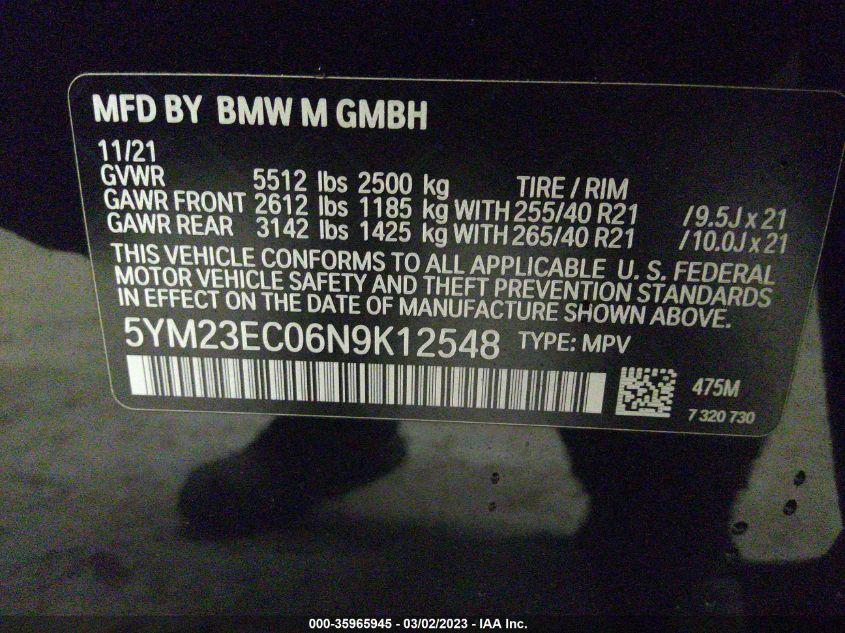 MFD BY BMW M GMBH
11/21
GVWR 5512 lbs 2500 kg TIRE / RIM
GAWR FRONT 2612 lbs 1185 kg WITH 255/40 R21 /9.5J x 21
GAWR REAR 3142 lbs 1425 kg WITH 265/40 R21 /10.0J x 21
THIS VEHICLE CONFORMS TO ALL APPLICABLE U. S. FEDERAL
MOTOR VEHICLE SAFETY AND THEFT PREVENTION STANDARDS
IN EFFECT ON THE DATE OF MANUFACTURE SHOWN ABOVE.
5YM23EC06N9K12548 TYPE: MPV
475M
7 320 730
000-35965945 - 03/02/2023 - IAA Inc.